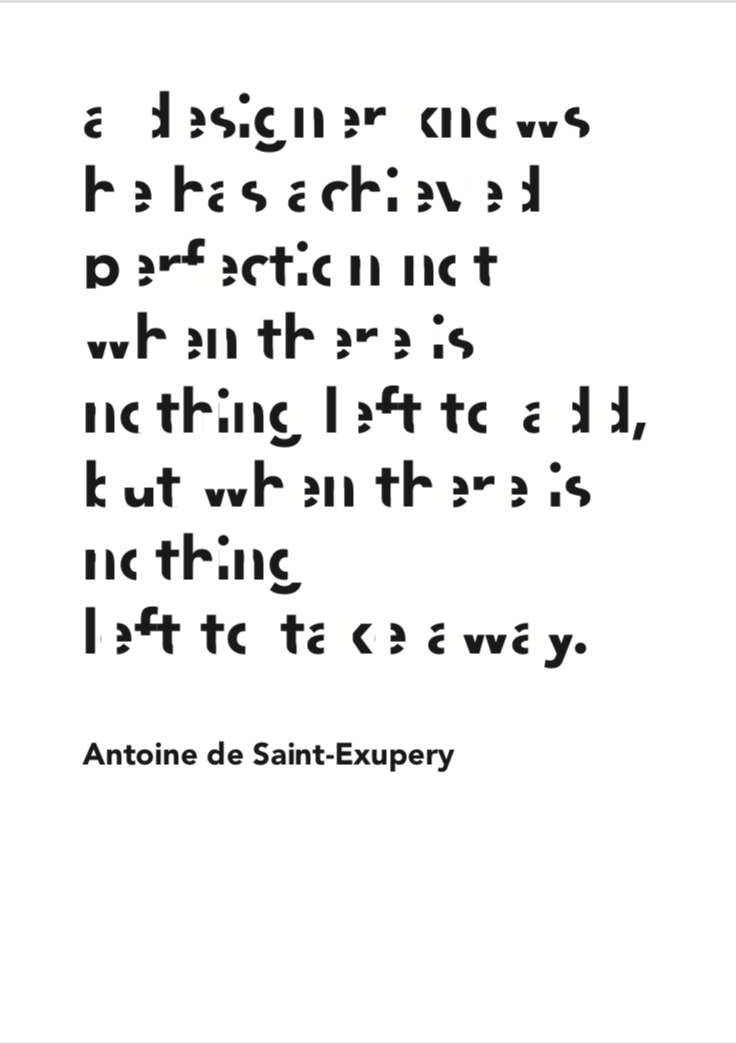 a designer knows
he has achieved
perfection not
when there is
nothing left to add,
but when there is
nothing
left to take away.
Antoine de Saint-Exupery